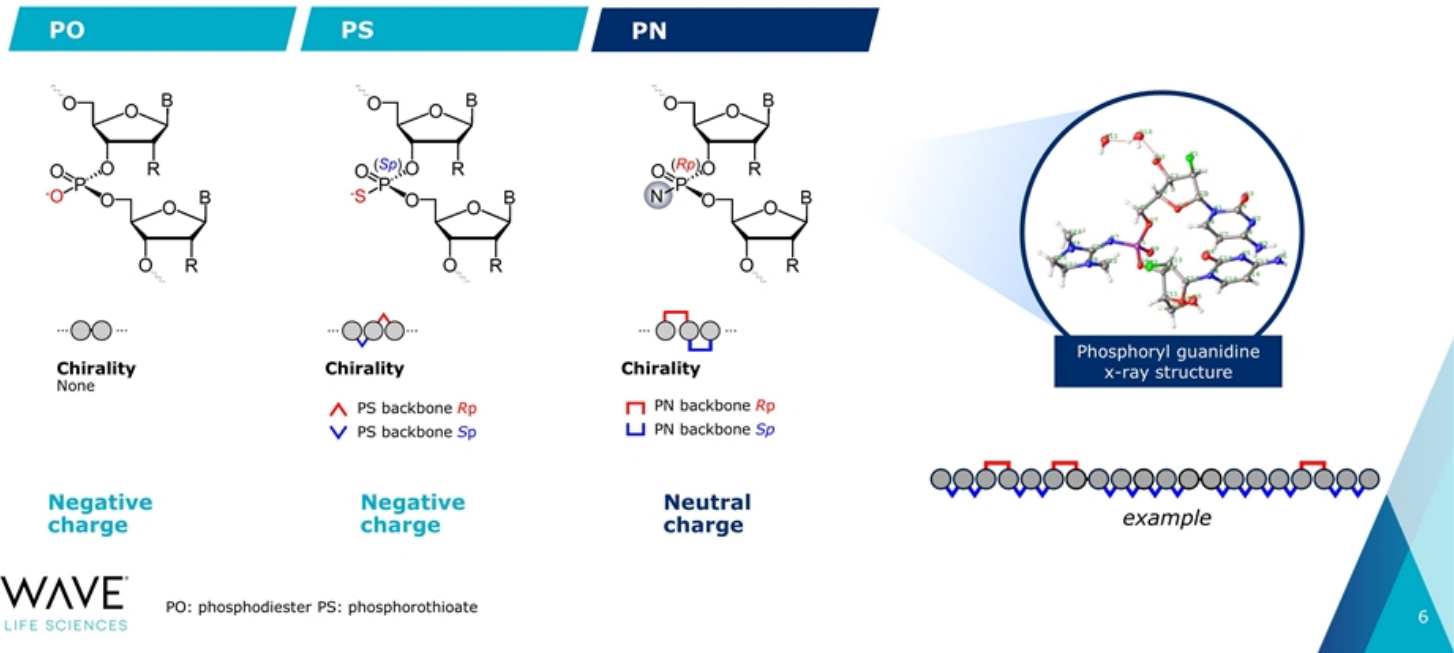 PO
PS
PN
O
O
B
O
R
O
P
-O
O
O
B
O
R
O
O
B
(Sp)
O
R
O
P
-S
O
O
B
O
R
O
O
B
(Rp)
O
R
O
P
N
O
O
B
O
R
Chirality
None
Chirality
PS backbone Rp
PS backbone Sp
Chirality
PN backbone Rp
PN backbone Sp
Negative
charge
Negative
charge
Neutral
charge
Phosphoryl guanidine
x-ray structure
example
WAVE
LIFE SCIENCES
PO: phosphodiester PS: phosphorothioate
6